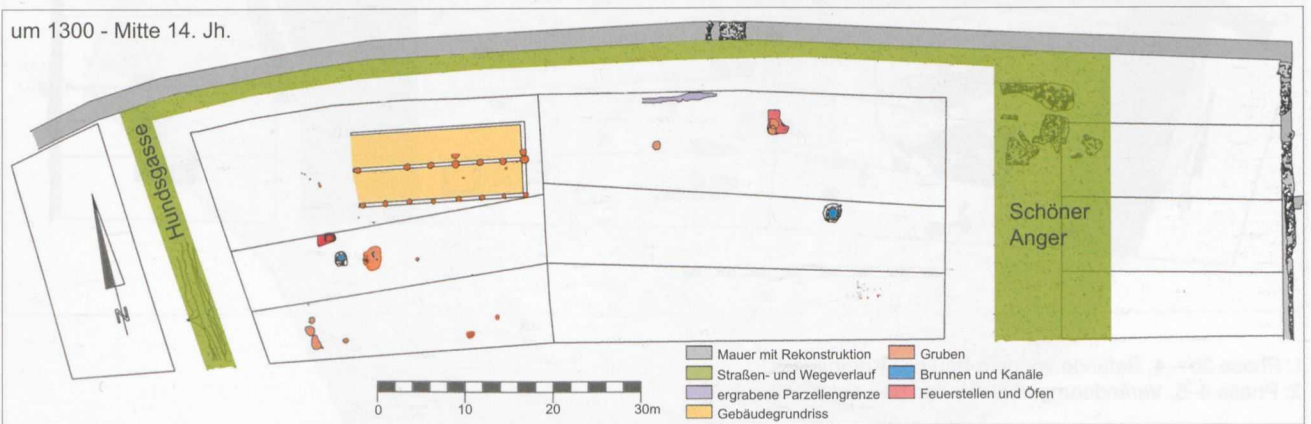 um 1300 - Mitte 14. Jh.
Hundsgasse
Schöner
Anger
N
Mauer mit Rekonstruktion
Straßen- und Wegeverlauf
ergrabene Parzellengrenze
Gebäudegrundriss
Gruben
Brunnen und Kanäle
Feuerstellen und Öfen
0 10 20 30m